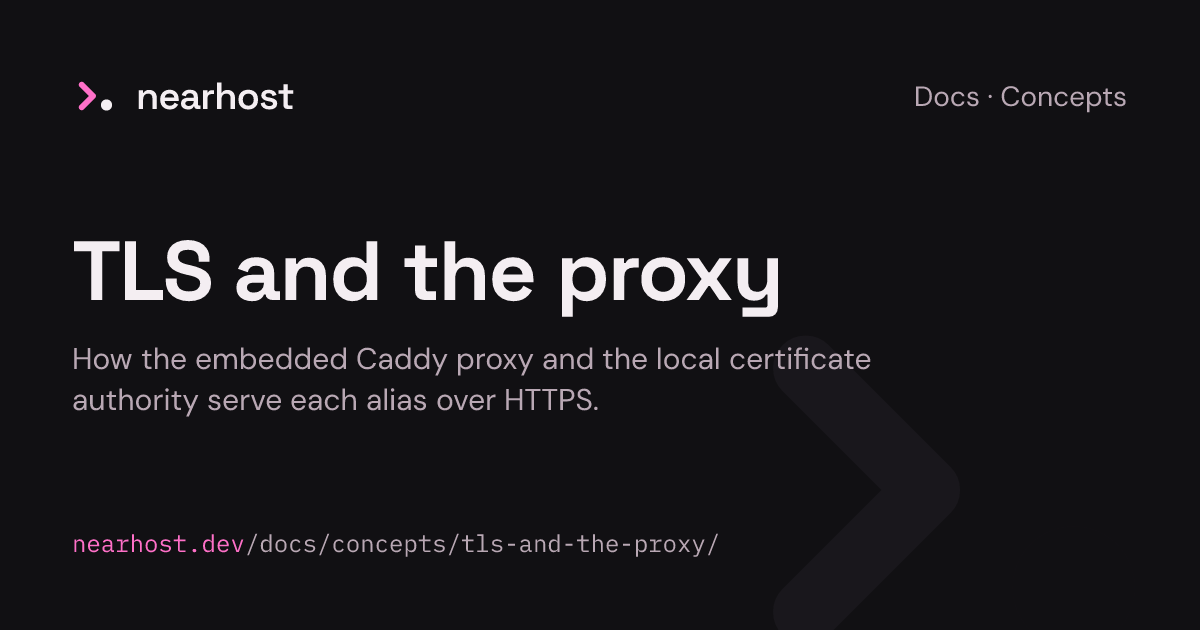 nearhost
Docs · Concepts
TLS and the proxy
How the embedded Caddy proxy and the local certificate
authority serve each alias over HTTPS.
nearhost.dev/docs/concepts/tls-and-the-proxy/